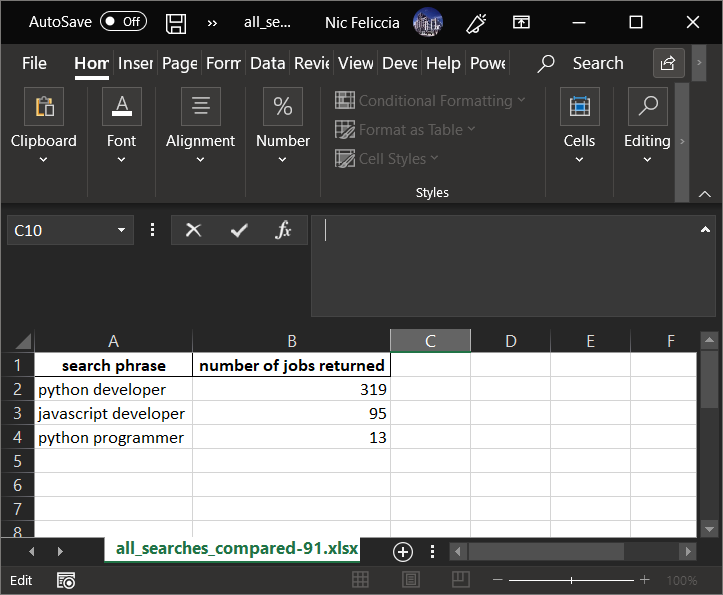 AutoSave Off » all_se... Nic Feliccia
File Hom Inser Page Form Data Revie View Deve Help Powe Search
Clipboard Font Alignment Number Conditional Formatting Format as Table Cell Styles Cells Editing
Styles
C10 fx
A B C D E F
1 search phrase number of jobs returned
2 python developer 319
3 javascript developer 95
4 python programmer 13
5
6
7
8
all_searches_compared-91.xlsx
Edit 100%